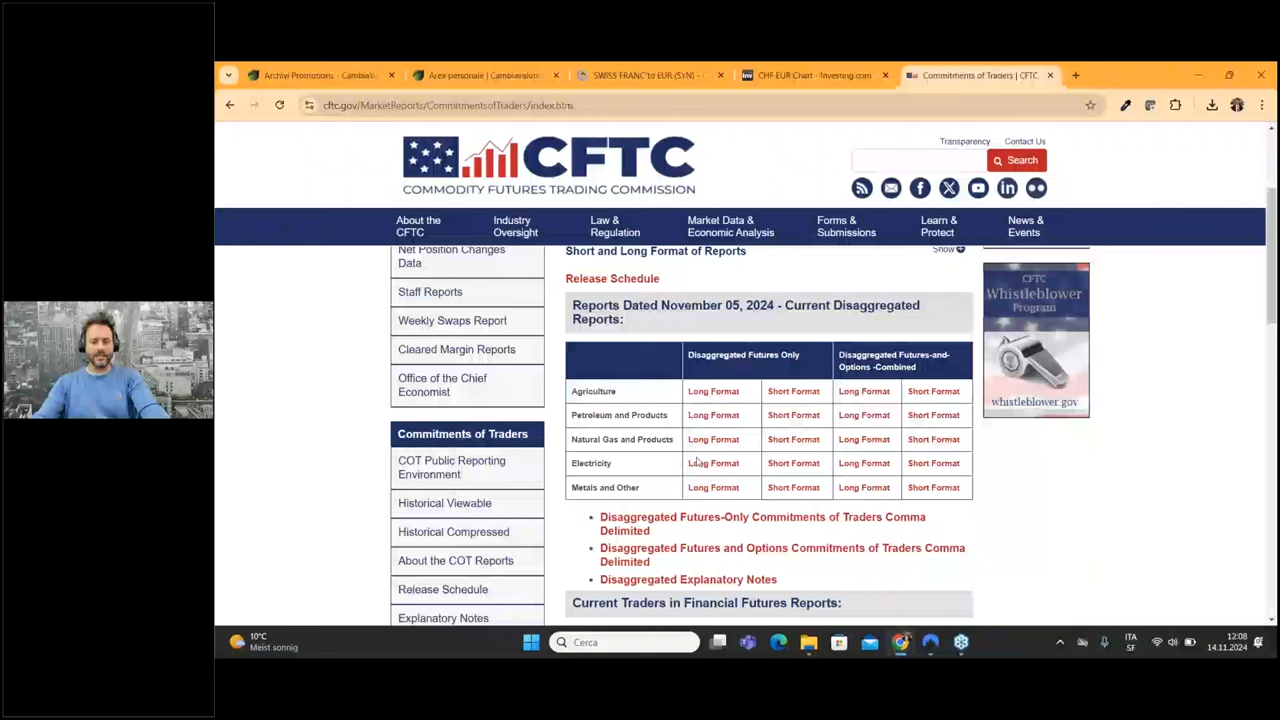 Archivi Promotions - CambiaV
Area personale | Cambiavalute
SWISS FRANC to EUR (SYN) -
CHF EUR Chart - Investing.com
Commitments of Traders | CFTC
cftc.gov/MarketReports/CommitmentsofTraders/index.htm
CFTC
COMMODITY FUTURES TRADING COMMISSION
Transparency Contact Us
Search
About the CFTC
Industry Oversight
Law & Regulation
Market Data & Economic Analysis
Forms & Submissions
Learn & Protect
News & Events
Net Position Changes
Data
Staff Reports
Weekly Swaps Report
Cleared Margin Reports
Office of the Chief
Economist
Commitments of Traders
COT Public Reporting
Environment
Historical Viewable
Historical Compressed
About the COT Reports
Release Schedule
Explanatory Notes
Short and Long Format of Reports
Show
Release Schedule
Reports Dated November 05, 2024 - Current Disaggregated
Reports:
Disaggregated Futures Only
Disaggregated Futures-and-
Options -Combined
Agriculture Long Format Short Format Long Format Short Format
Petroleum and Products Long Format Short Format Long Format Short Format
Natural Gas and Products Long Format Short Format Long Format Short Format
Electricity Long Format Short Format Long Format Short Format
Metals and Other Long Format Short Format Long Format Short Format
Disaggregated Futures-Only Commitments of Traders Comma
Delimited
Disaggregated Futures and Options Commitments of Traders Comma
Delimited
Disaggregated Explanatory Notes
Current Traders in Financial Futures Reports:
CFTC
Whistleblower
Program
whistleblower.gov
10°C
Meist sonnig
Cerca
ITA
SF
12:08
14.11.2024